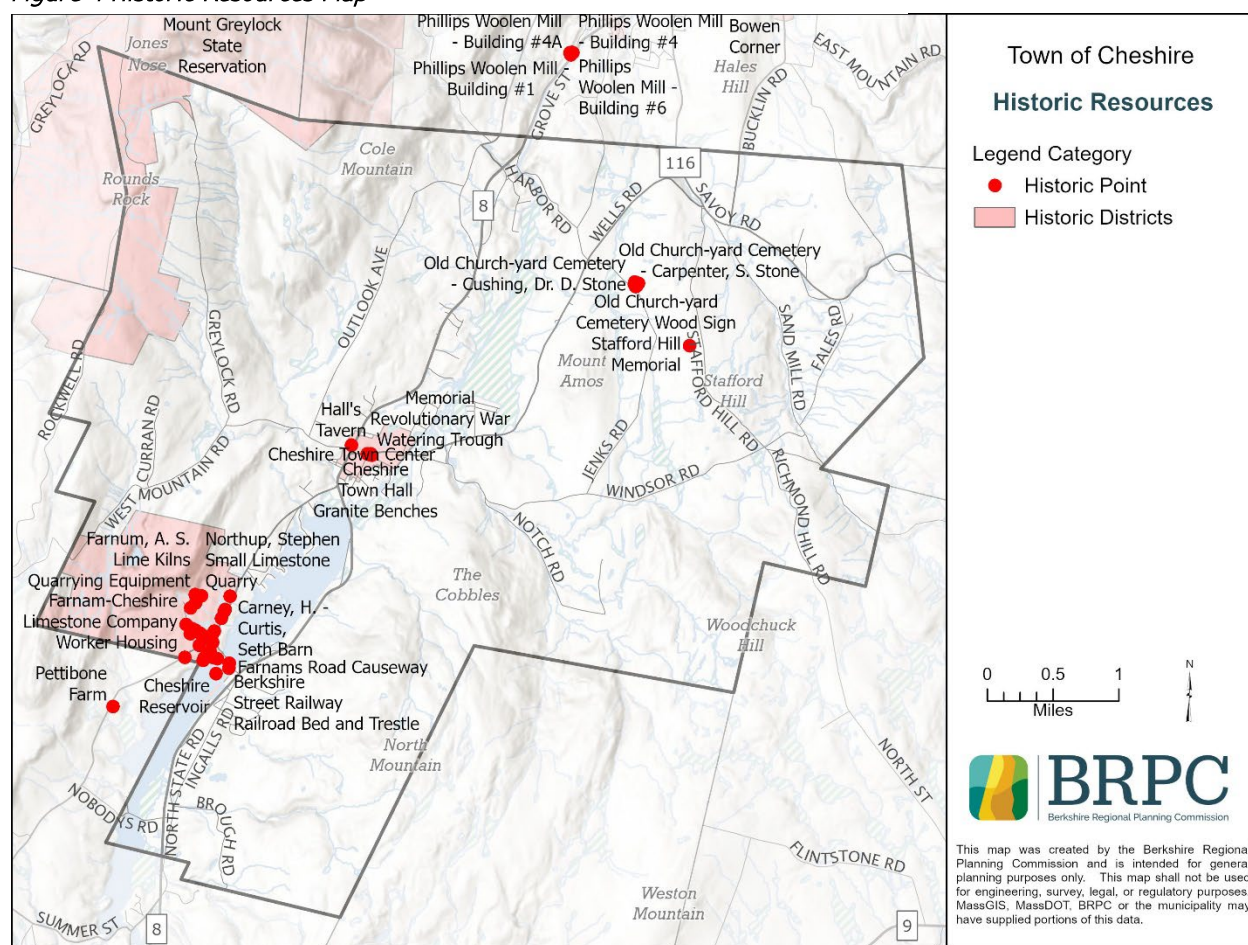 Figure 4 Historic Resources Map
Mount Greylock
State
Reservation
Jones
Nose
GREYLOCK RD
Phillips Woolen Mill
- Building #4A
Phillips Woolen Mill
- Building #4
Phillips Woolen Mill -
Building #1
Phillips
Woolen Mill -
Building #6
Bowen
Corner
Hales
Hill
EAST MOUNTAIN RD
BUCKLIN RD
GROVE ST
Cole
Mountain
Rounds
Rock
116
8
HARBOR RD
WELLS RD
SAVOY RD
Old Church-yard Cemetery
- Cushing, Dr. D. Stone
Old Church-yard Cemetery
- Carpenter, S. Stone
Old Church-yard
Cemetery Wood Sign
Stafford Hill
Memorial
Mount
Amos
Stafford
Hill
STAFFORD HILL RD
SAND MILL RD
FALES RD
OUTLOOK AVE
GREYLOCK RD
ROCKWELL RD
CURRAN RD
WEST MOUNTAIN RD
Hall's
Tavern
Memorial
Revolutionary War
Watering Trough
Cheshire Town Center
Cheshire
Town Hall
Granite Benches
JENKS RD
WINDSOR RD
RICHMOND HILL RD
NOTCH RD
The
Cobbles
Woodchuck
Hill
Farnum, A. S.
Lime Kilns
Quarrying Equipment
Farnam-Cheshire
Limestone Company
Worker Housing
Northup, Stephen
Small Limestone
Quarry
Carney, H. -
Curtis,
Seth Barn
Farnams Road Causeway
Berkshire
Street Railway
Railroad Bed and Trestle
Pettibone
Farm
Cheshire
Reservoir
North
Mountain
NORTH STATE RD
INGALLS RD
NOBODYS RD
BROUGH RD
NORTH ST
FLINTSTONE RD
Weston
Mountain
SUMMER ST
8
9
Town of Cheshire
Historic Resources
Legend Category
Historic Point
Historic Districts
0 0.5 1
Miles
N
BRPC
Berkshire Regional Planning Commission
This map was created by the Berkshire Regional
Planning Commission and is intended for general
planning purposes only. This map shall not be used
for engineering, survey, legal, or regulatory purposes.
MassGIS, MassDOT, BRPC or the municipality may
have supplied portions of this data.